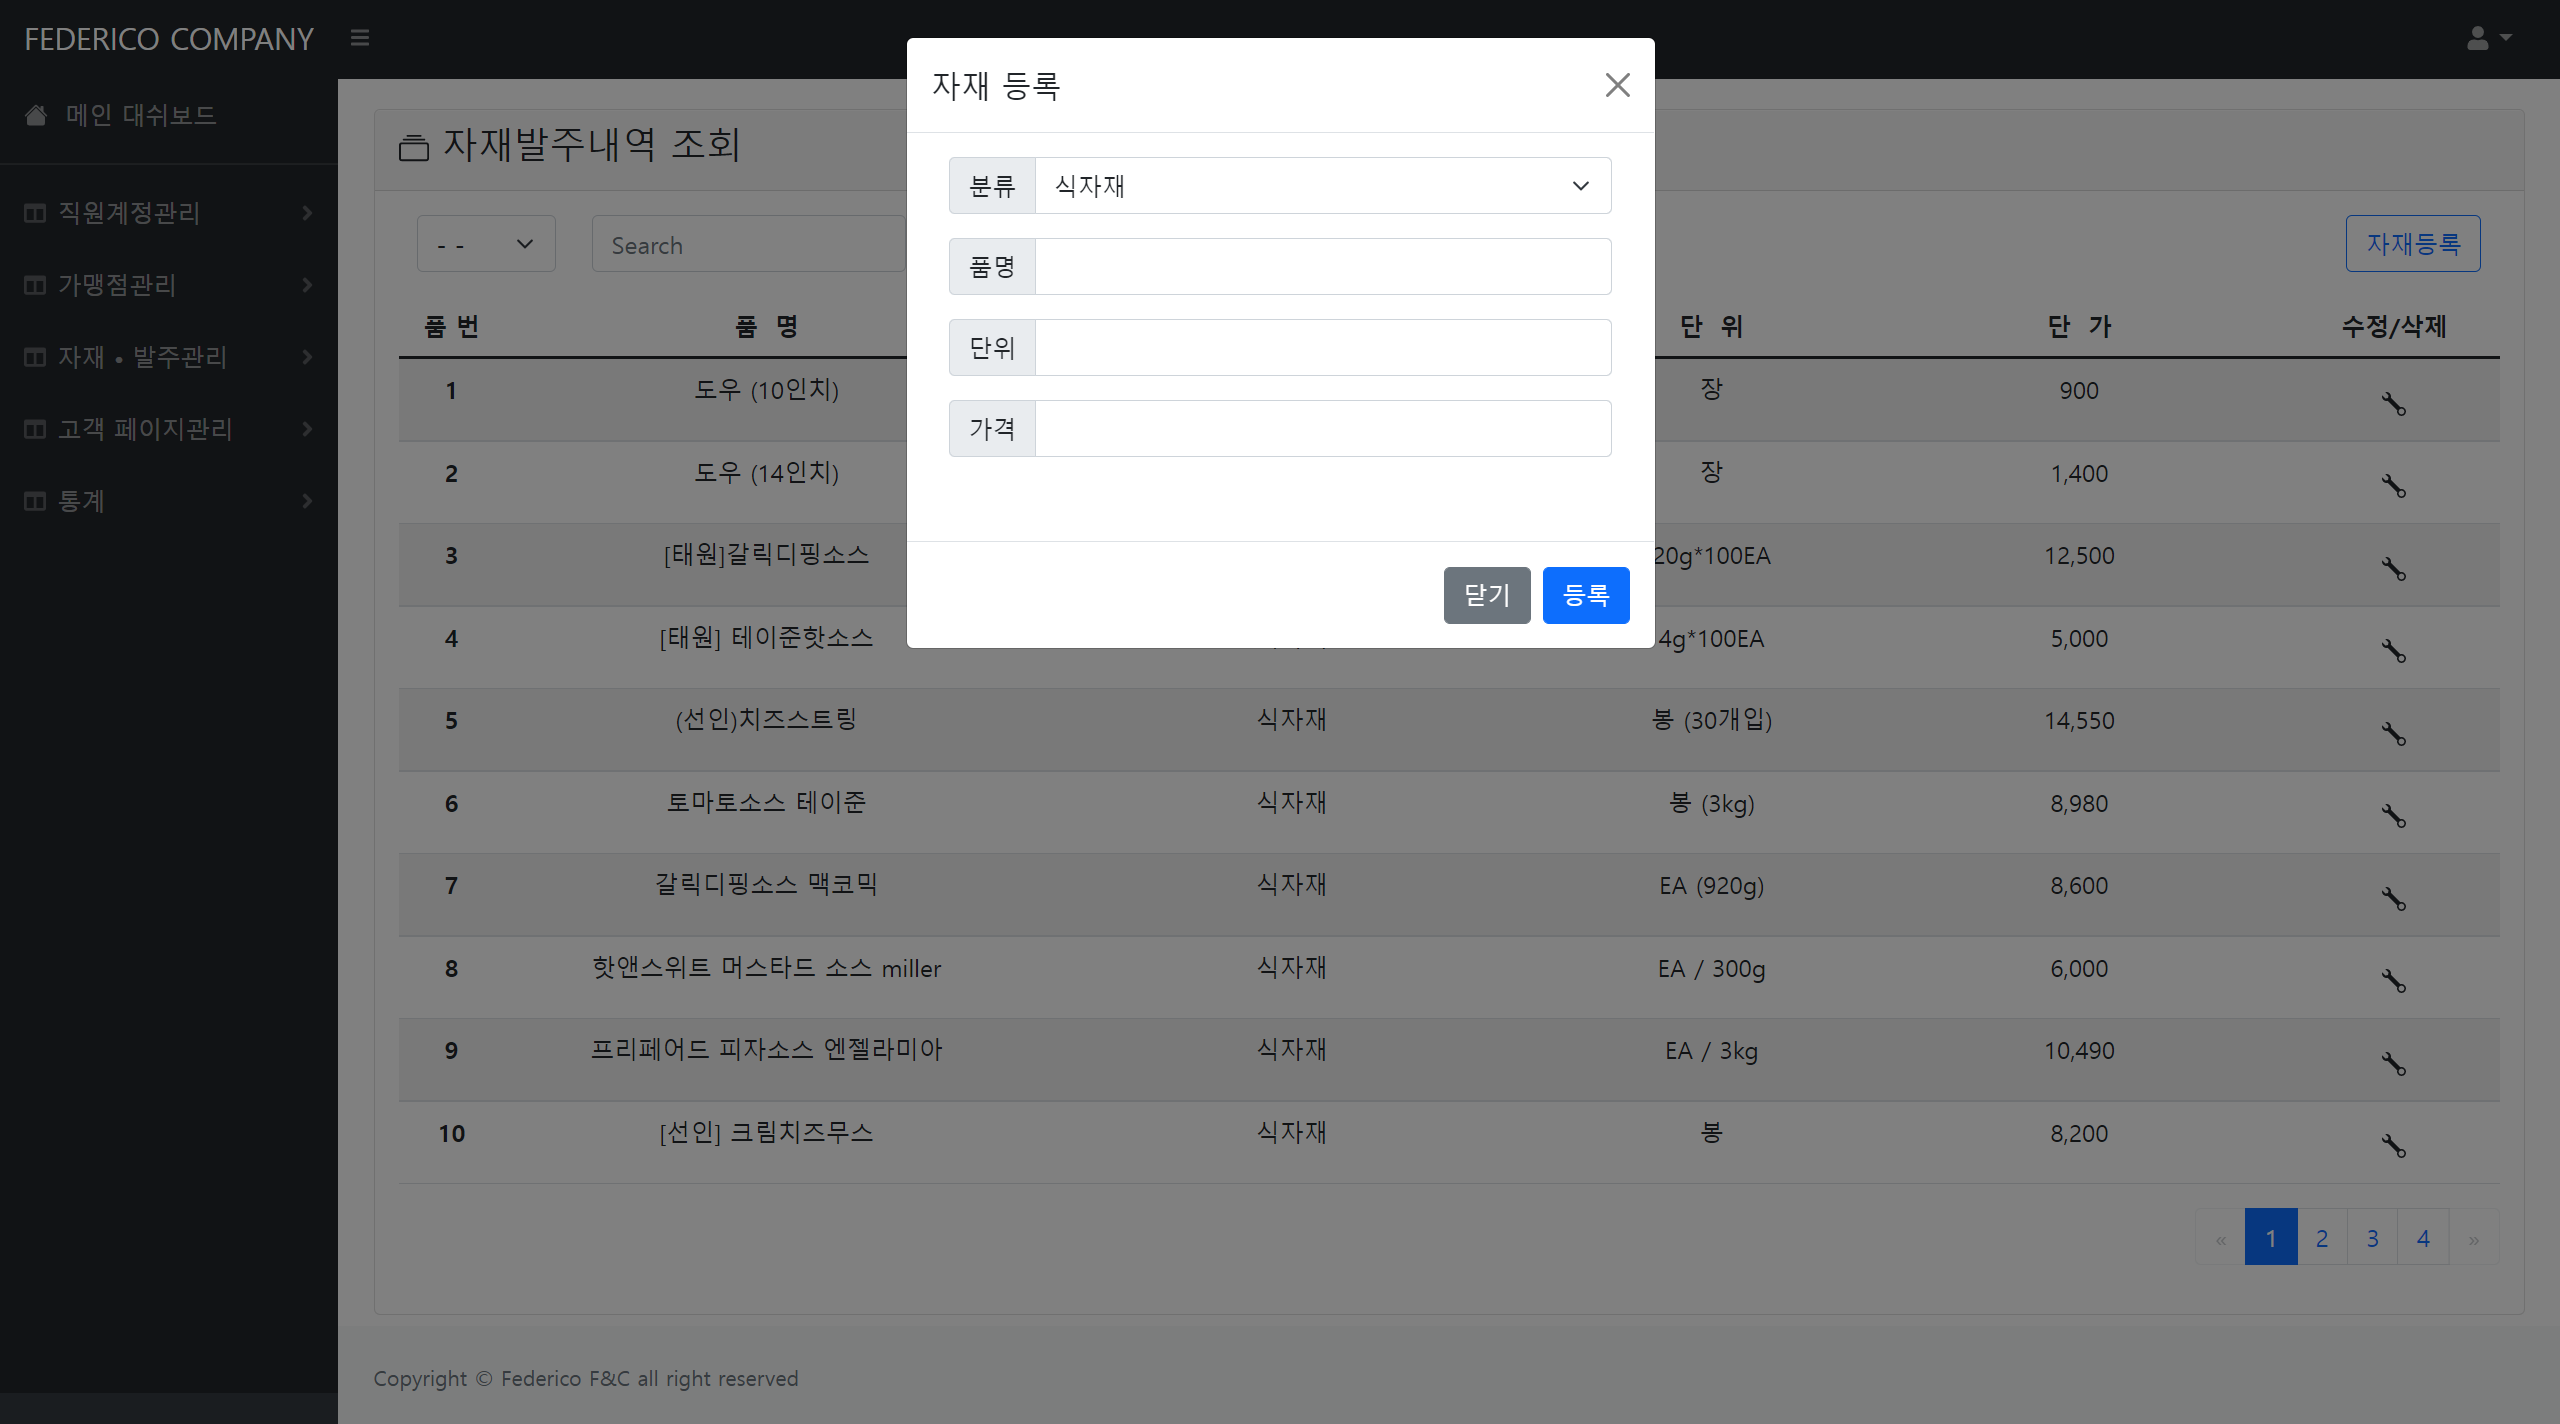 FEDERICO COMPANY
메인 대쉬보드
직원계정관리
가맹점관리
자재 • 발주관리
고객 페이지관리
통계
자재 등록
분류 식자재
품명
단위
가격
닫기 등록
자재발주내역 조회
- - Search 자재등록
품 번 품 명 단 위 단 가 수정/삭제
1 도우 (10인치) 장 900
2 도우 (14인치) 장 1,400
3 [태원]갈릭디핑소스 20g*100EA 12,500
4 [태원] 테이준핫소스 4g*100EA 5,000
5 (선인)치즈스트링 식자재 봉 (30개입) 14,550
6 토마토소스 테이준 식자재 봉 (3kg) 8,980
7 갈릭디핑소스 맥코믹 식자재 EA (920g) 8,600
8 핫앤스위트 머스타드 소스 miller 식자재 EA / 300g 6,000
9 프리페어드 피자소스 엔젤라미아 식자재 EA / 3kg 10,490
10 [선인] 크림치즈무스 식자재 봉 8,200
« 1 2 3 4 »
Copyright © Federico F&C all right reserved